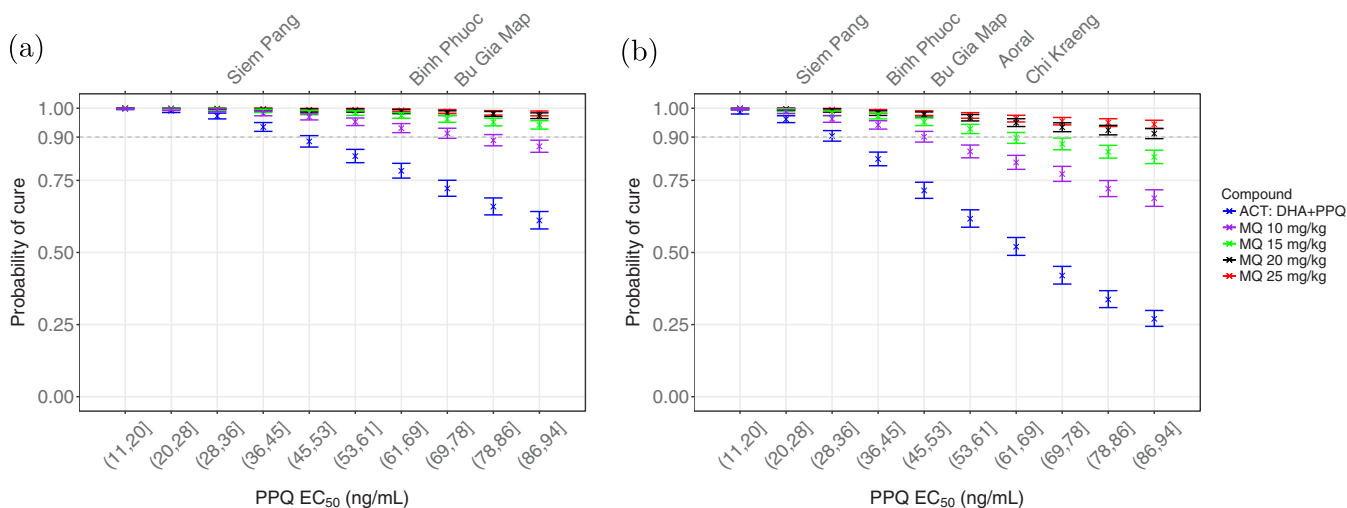 (a)
Siem Pang
Binh Phuoc
Bu Gia Map
1.00
0.90
0.75
0.50
0.25
0.00
Probability of cure
(11,20]
(20,28]
(28,36]
(36,45]
(45,53]
(53,61]
(61,69]
(69,78]
(78,86]
(86,94]
PPQ EC50 (ng/mL)
(b)
Siem Pang
Binh Phuoc
Bu Gia Map
Aoral
Chi Kraeng
1.00
0.90
0.75
0.50
0.25
0.00
Probability of cure
(11,20]
(20,28]
(28,36]
(36,45]
(45,53]
(53,61]
(61,69]
(69,78]
(78,86]
(86,94]
PPQ EC50 (ng/mL)
Compound
ACT: DHA+PPQ
MQ 10 mg/kg
MQ 15 mg/kg
MQ 20 mg/kg
MQ 25 mg/kg